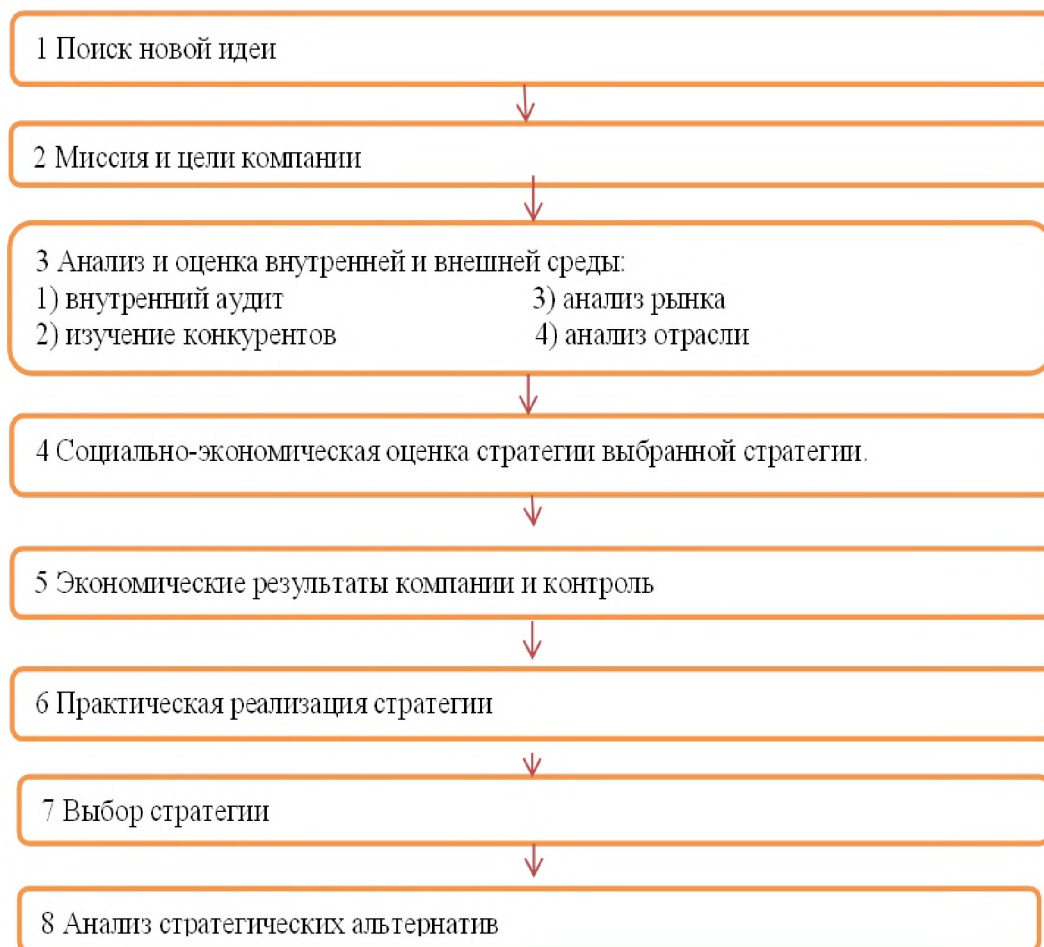 1 Поиск новой идеи
2 Миссия и цели компании
3 Анализ и оценка внутренней и внешней среды:
1) внутренний аудит 3) анализ рынка
2) изучение конкурентов 4) анализ отрасли
4 Социально-экономическая оценка стратегии выбранной стратегии.
5 Экономические результаты компании и контроль
6 Практическая реализация стратегии
7 Выбор стратегии
8 Анализ стратегических альтернатив